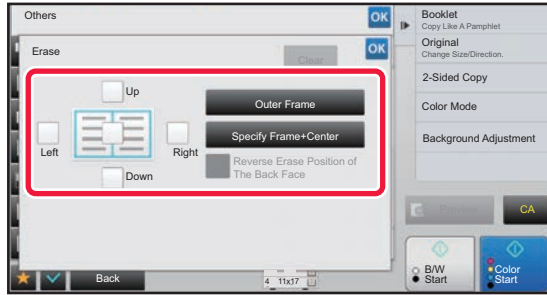 Others
OK
Erase
Clear
OK
Up
Left
Right
Down
Outer Frame
Specify Frame+Center
Reverse Erase Position of
The Back Face
Back
4 11x17
Booklet
Copy Like A Pamphlet
Original
Change Size/Direction.
2-Sided Copy
Color Mode
Background Adjustment
Preview
CA
B/W
Start
Color
Start